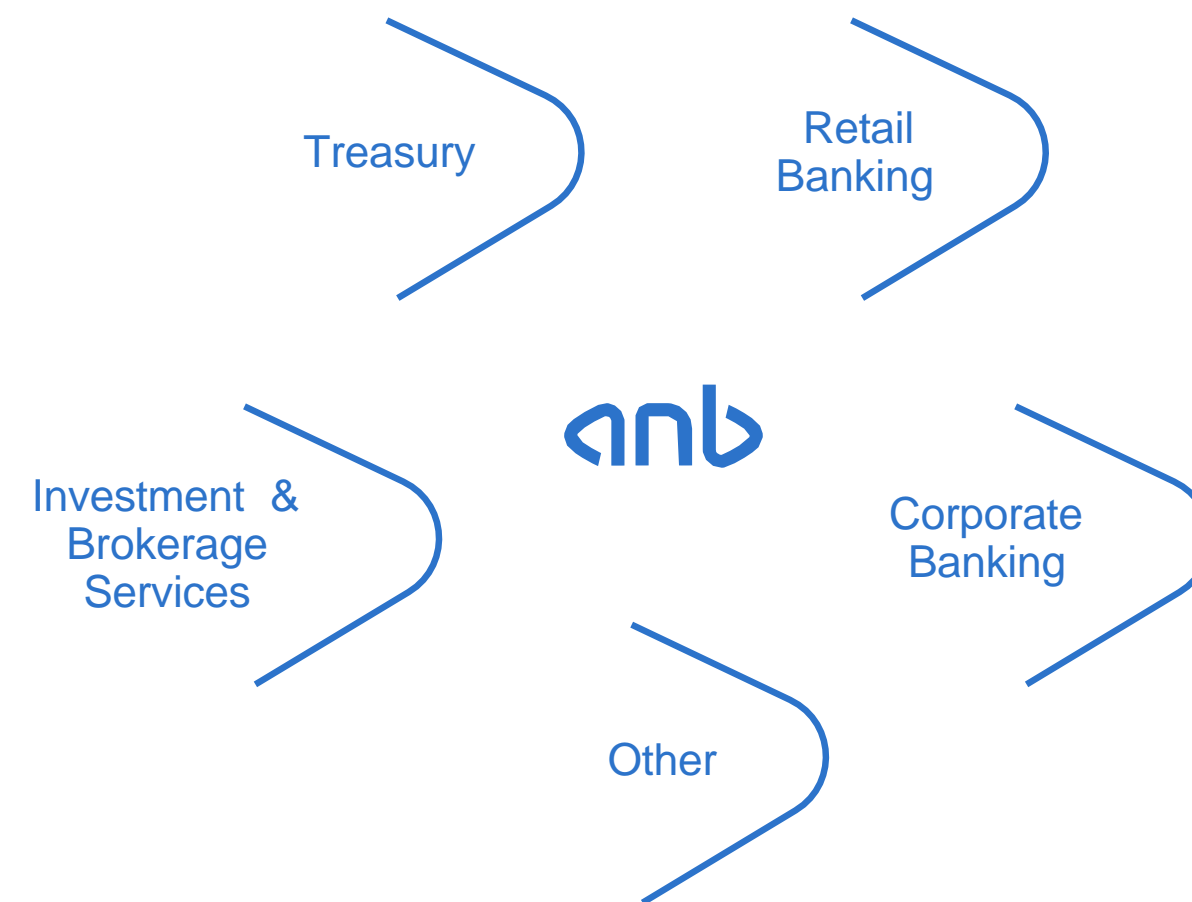 Treasury
Retail
Banking
anb
Investment & 
Brokerage
Services
Corporate
Banking
Other